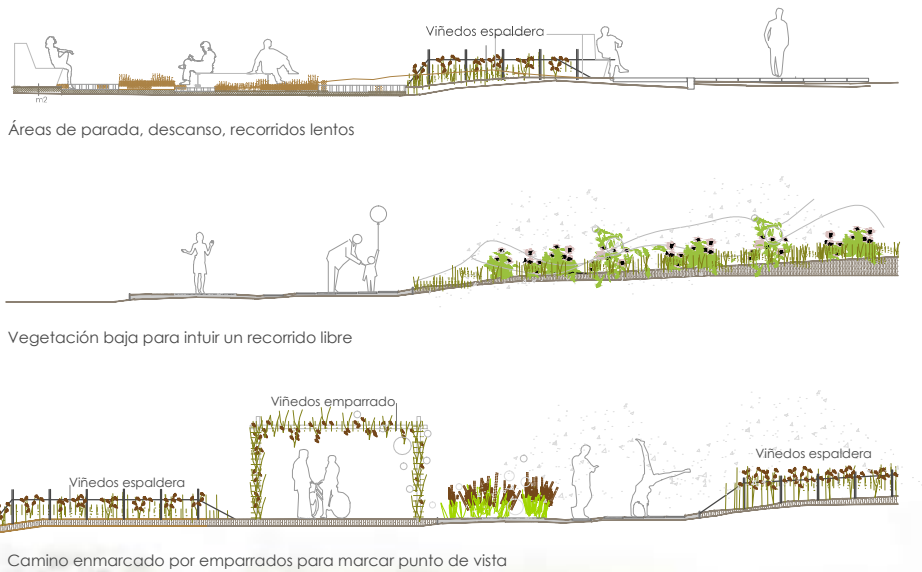 Viñedos espaldera
m2
Áreas de parada, descanso, recorridos lentos
Vegetación baja para intuir un recorrido libre
Viñedos emparrado
Viñedos espaldera
Viñedos espaldera
Camino enmarcado por emparrados para marcar punto de vista